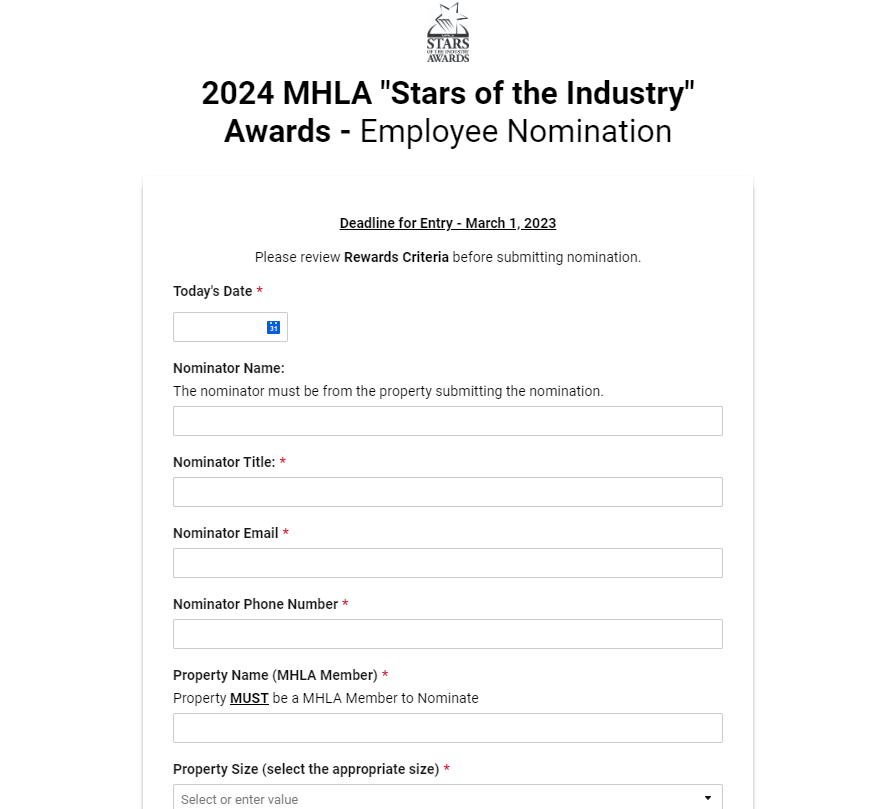 STARS
OF THE INDUSTRY
AWARDS
2024 MHLA "Stars of the Industry"
Awards - Employee Nomination
Deadline for Entry - March 1, 2023
Please review Rewards Criteria before submitting nomination.
Today's Date *
31
Nominator Name:
The nominator must be from the property submitting the nomination.
Nominator Title: *
Nominator Email *
Nominator Phone Number *
Property Name (MHLA Member) *
Property MUST be a MHLA Member to Nominate
Property Size (select the appropriate size) *
Select or enter value